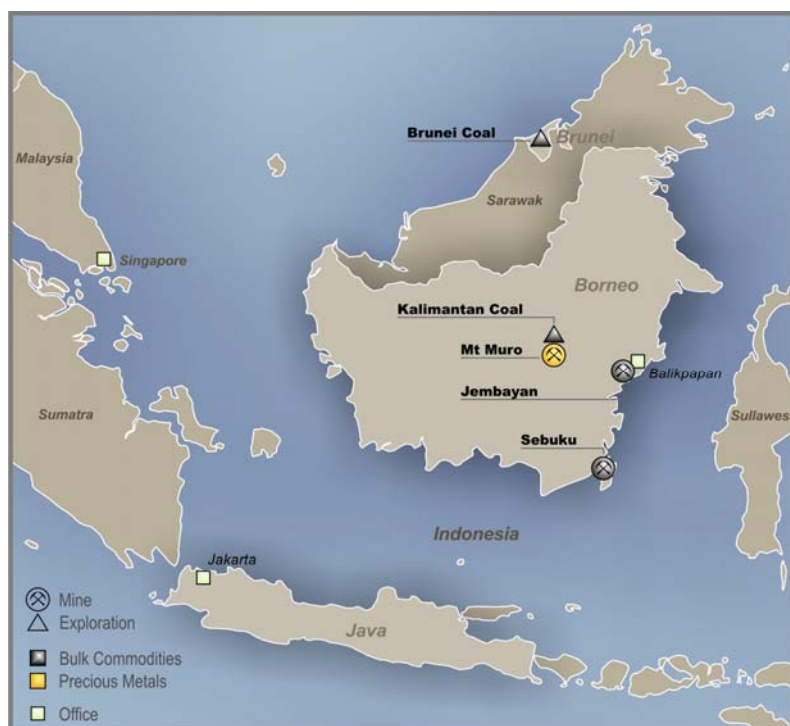 Brunei Coal
Brunei
Malaysia
Sarawak
Singapore
Borneo
Kalimantan Coal
Mt Muro
Balikpapan
Jembayan
Sumatra
Sullawes
Sebuku
Indonesia
Jakarta
Mine
Exploration
Java
Bulk Commodities
Precious Metals
Office